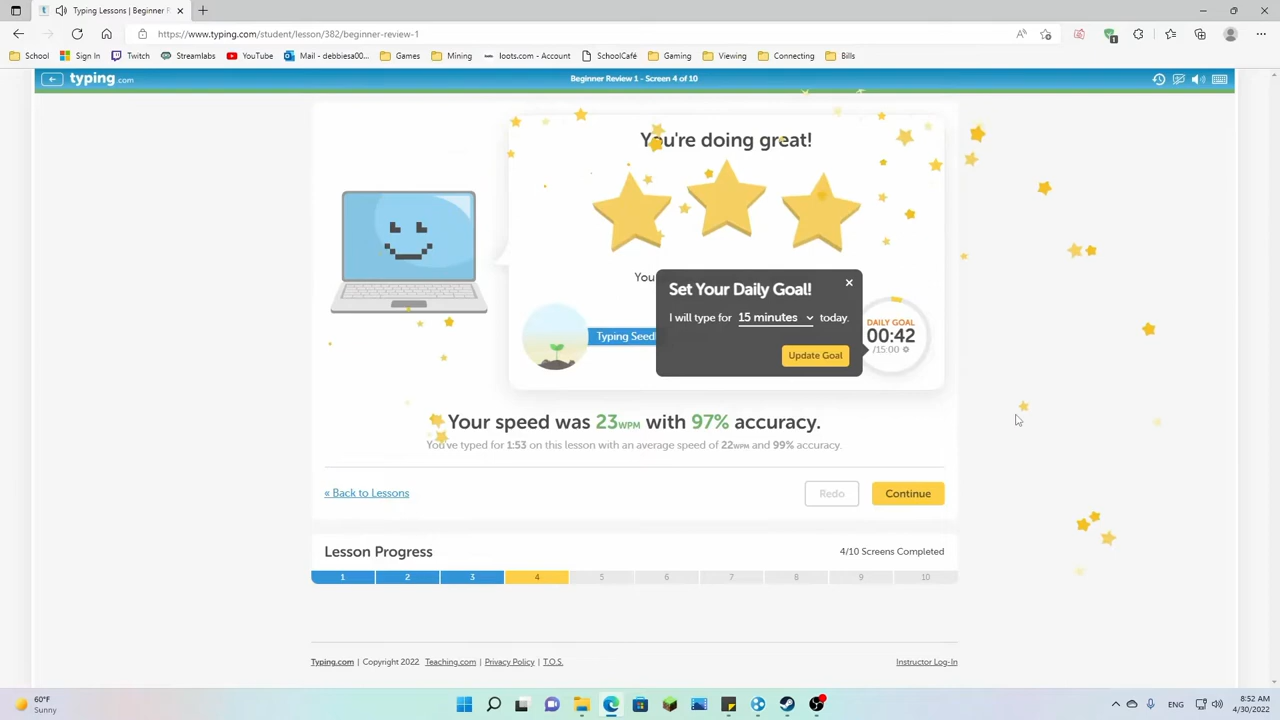 Typing Lessons | Beginner R
https://www.typing.com/student/lesson/382/beginner-review-1
School
Sign In
Twitch
Streamlabs
YouTube
Mail - debbiesa00...
Games
Mining
loots.com - Account
SchoolCafé
Gaming
Viewing
Connecting
Bills
typing.com
Beginner Review 1 - Screen 4 of 10
You're doing great!
You
Set Your Daily Goal!
I will type for 15 minutes today.
Update Goal
Typing Seedl
DAILY GOAL
00:42
/15:00
Your speed was 23WPM with 97% accuracy.
You've typed for 1:53 on this lesson with an average speed of 22WPM and 99% accuracy.
« Back to Lessons
Redo
Continue
Lesson Progress
4/10 Screens Completed
1 2 3 4 5 6 7 8 9 10
Typing.com | Copyright 2022 Teaching.com | Privacy Policy | T.O.S.
Instructor Log-In
60°F
Sunny
ENG
8:52 AM
4/30/2022